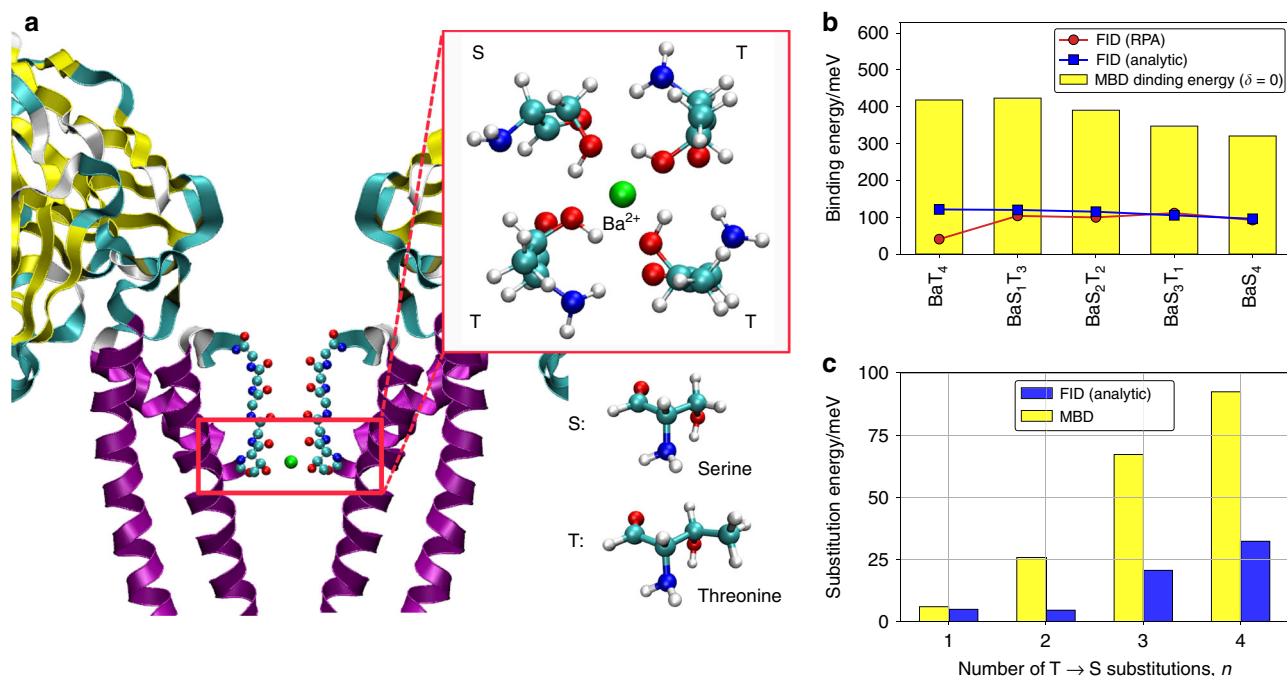 a
S
T
Ba²⁺
T
T
S:
Serine
T:
Threonine
b
600
500
400
300
200
100
0
Binding energy/meV
FID (RPA)
FID (analytic)
MBD dinding energy (δ = 0)
BaT₄
BaS₁T₃
BaS₂T₂
BaS₃T₁
BaS₄
c
100
75
50
25
0
Substitution energy/meV
FID (analytic)
MBD
1
2
3
4
Number of T → S substitutions, n